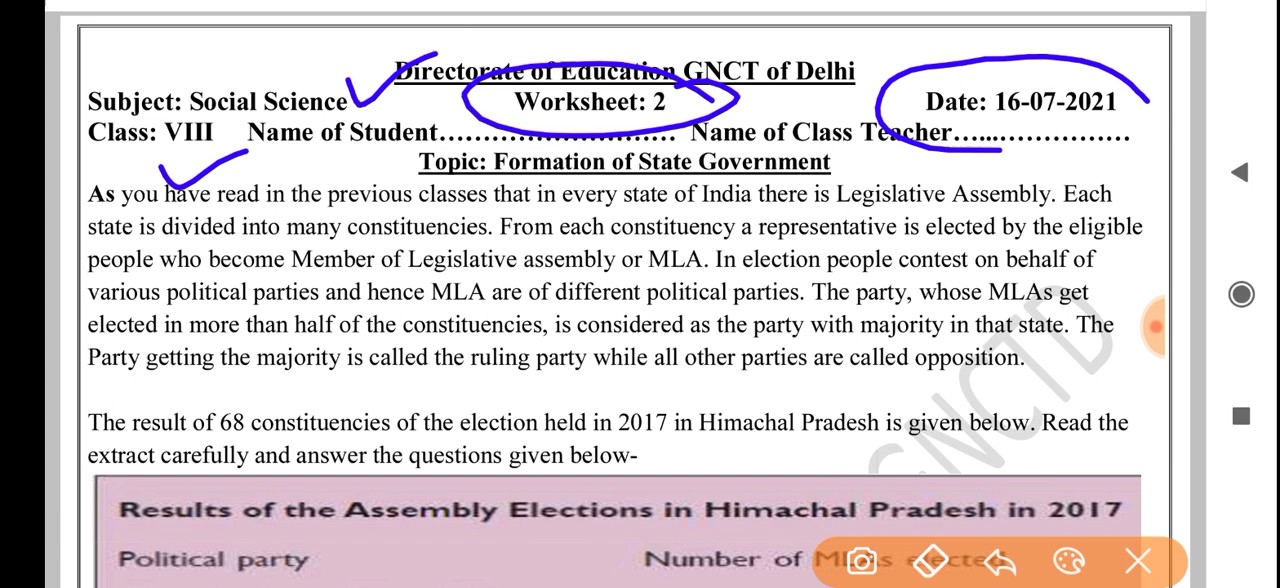 Directorate of Education GNCT of Delhi
Subject: Social Science Worksheet: 2 Date: 16-07-2021
Class: VIII Name of Student........................... Name of Class Teacher.....................
Topic: Formation of State Government
As you have read in the previous classes that in every state of India there is Legislative Assembly. Each
state is divided into many constituencies. From each constituency a representative is elected by the eligible
people who become Member of Legislative assembly or MLA. In election people contest on behalf of
various political parties and hence MLA are of different political parties. The party, whose MLAs get
elected in more than half of the constituencies, is considered as the party with majority in that state. The
Party getting the majority is called the ruling party while all other parties are called opposition.
The result of 68 constituencies of the election held in 2017 in Himachal Pradesh is given below. Read the
extract carefully and answer the questions given below-
Results of the Assembly Elections in Himachal Pradesh in 2017
Political party Number of MLAs elected